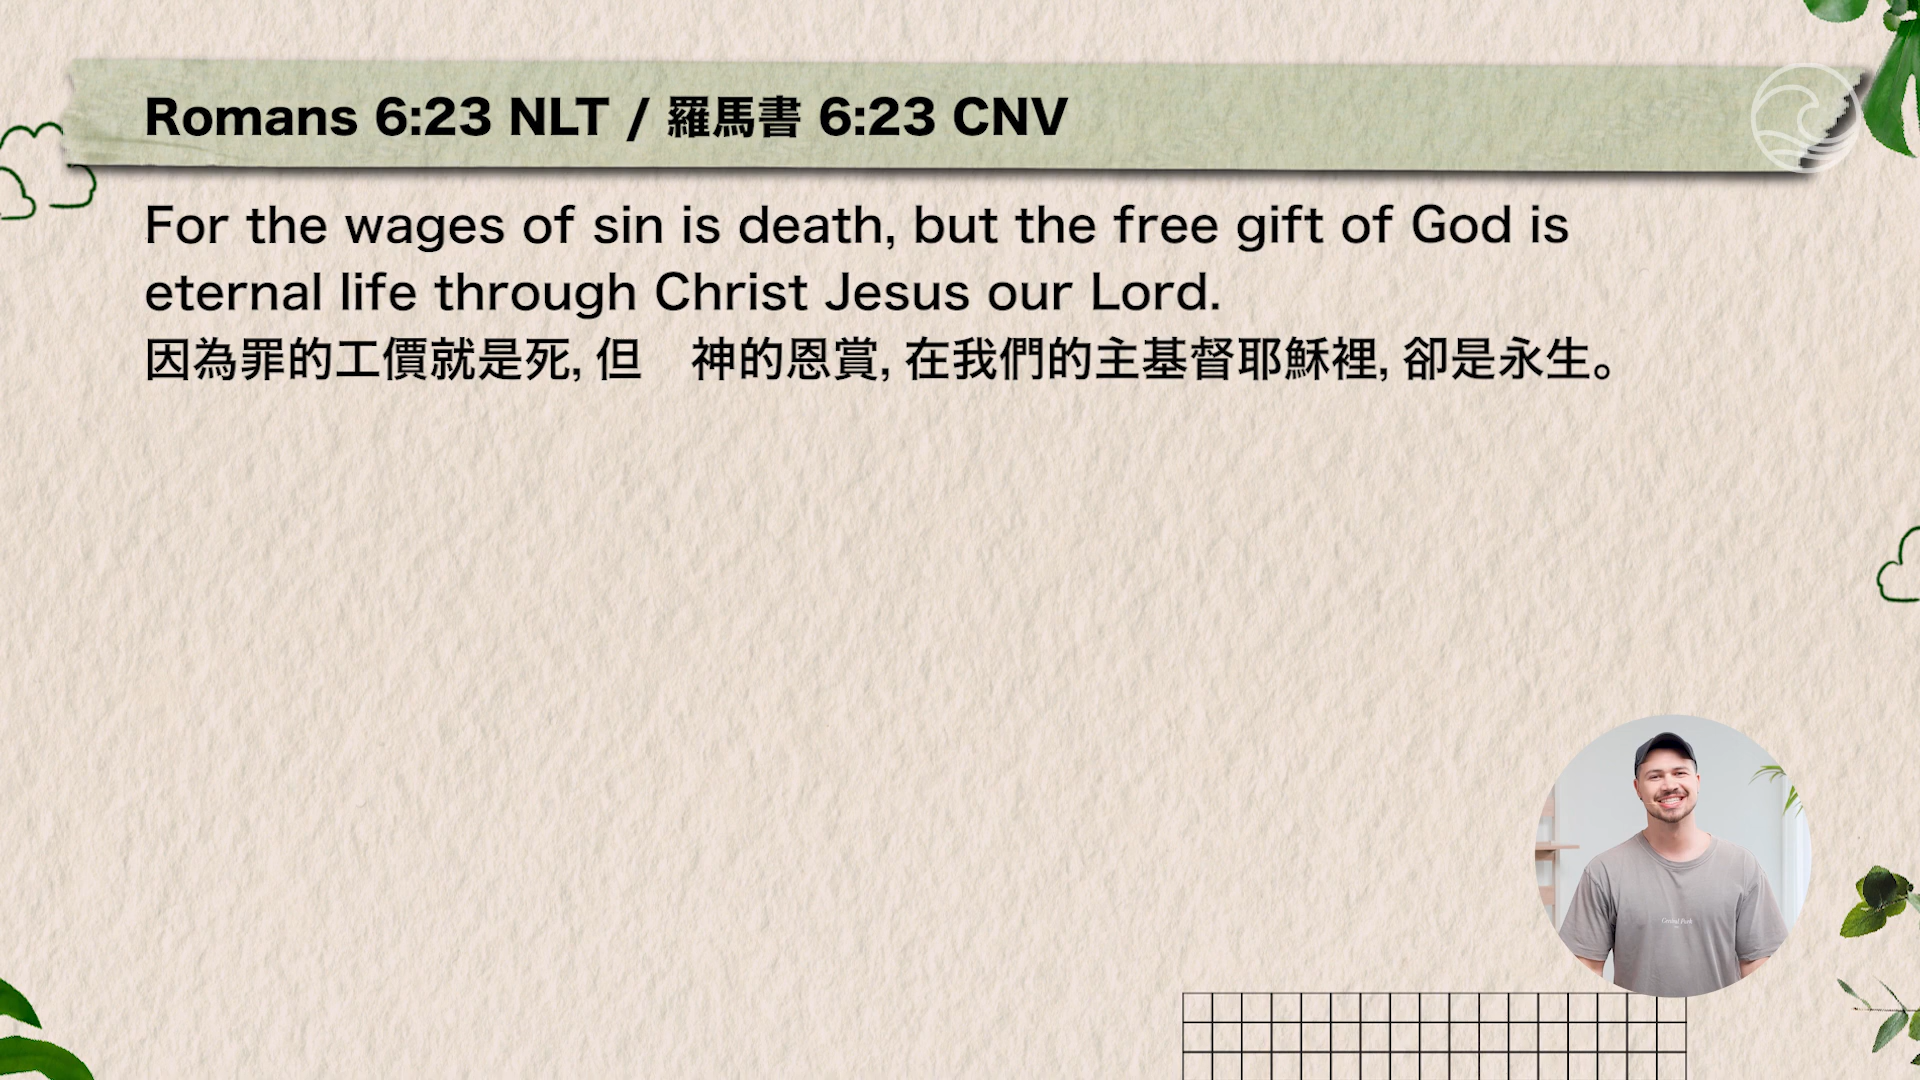 Romans 6:23 NLT / 羅馬書 6:23 CNV
For the wages of sin is death, but the free gift of God is
eternal life through Christ Jesus our Lord.
因為罪的工價就是死, 但　神的恩賞, 在我們的主基督耶穌裡, 卻是永生。
Central Park